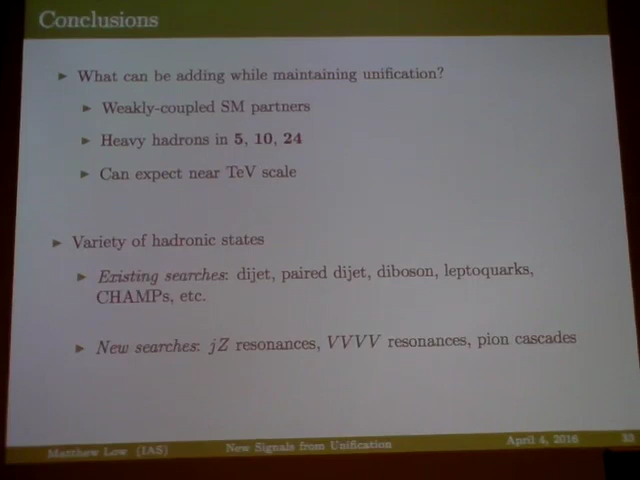 Conclusions
► What can be adding while maintaining unification?
► Weakly-coupled SM partners
► Heavy hadrons in 5, 10, 24
► Can expect near TeV scale
► Variety of hadronic states
► Existing searches: dijet, paired dijet, diboson, leptoquarks,
CHAMPs, etc.
► New searches: jZ resonances, VVVV resonances, pion cascades
Matthew Low (IAS) New Signals from Unification April 4, 2016 33